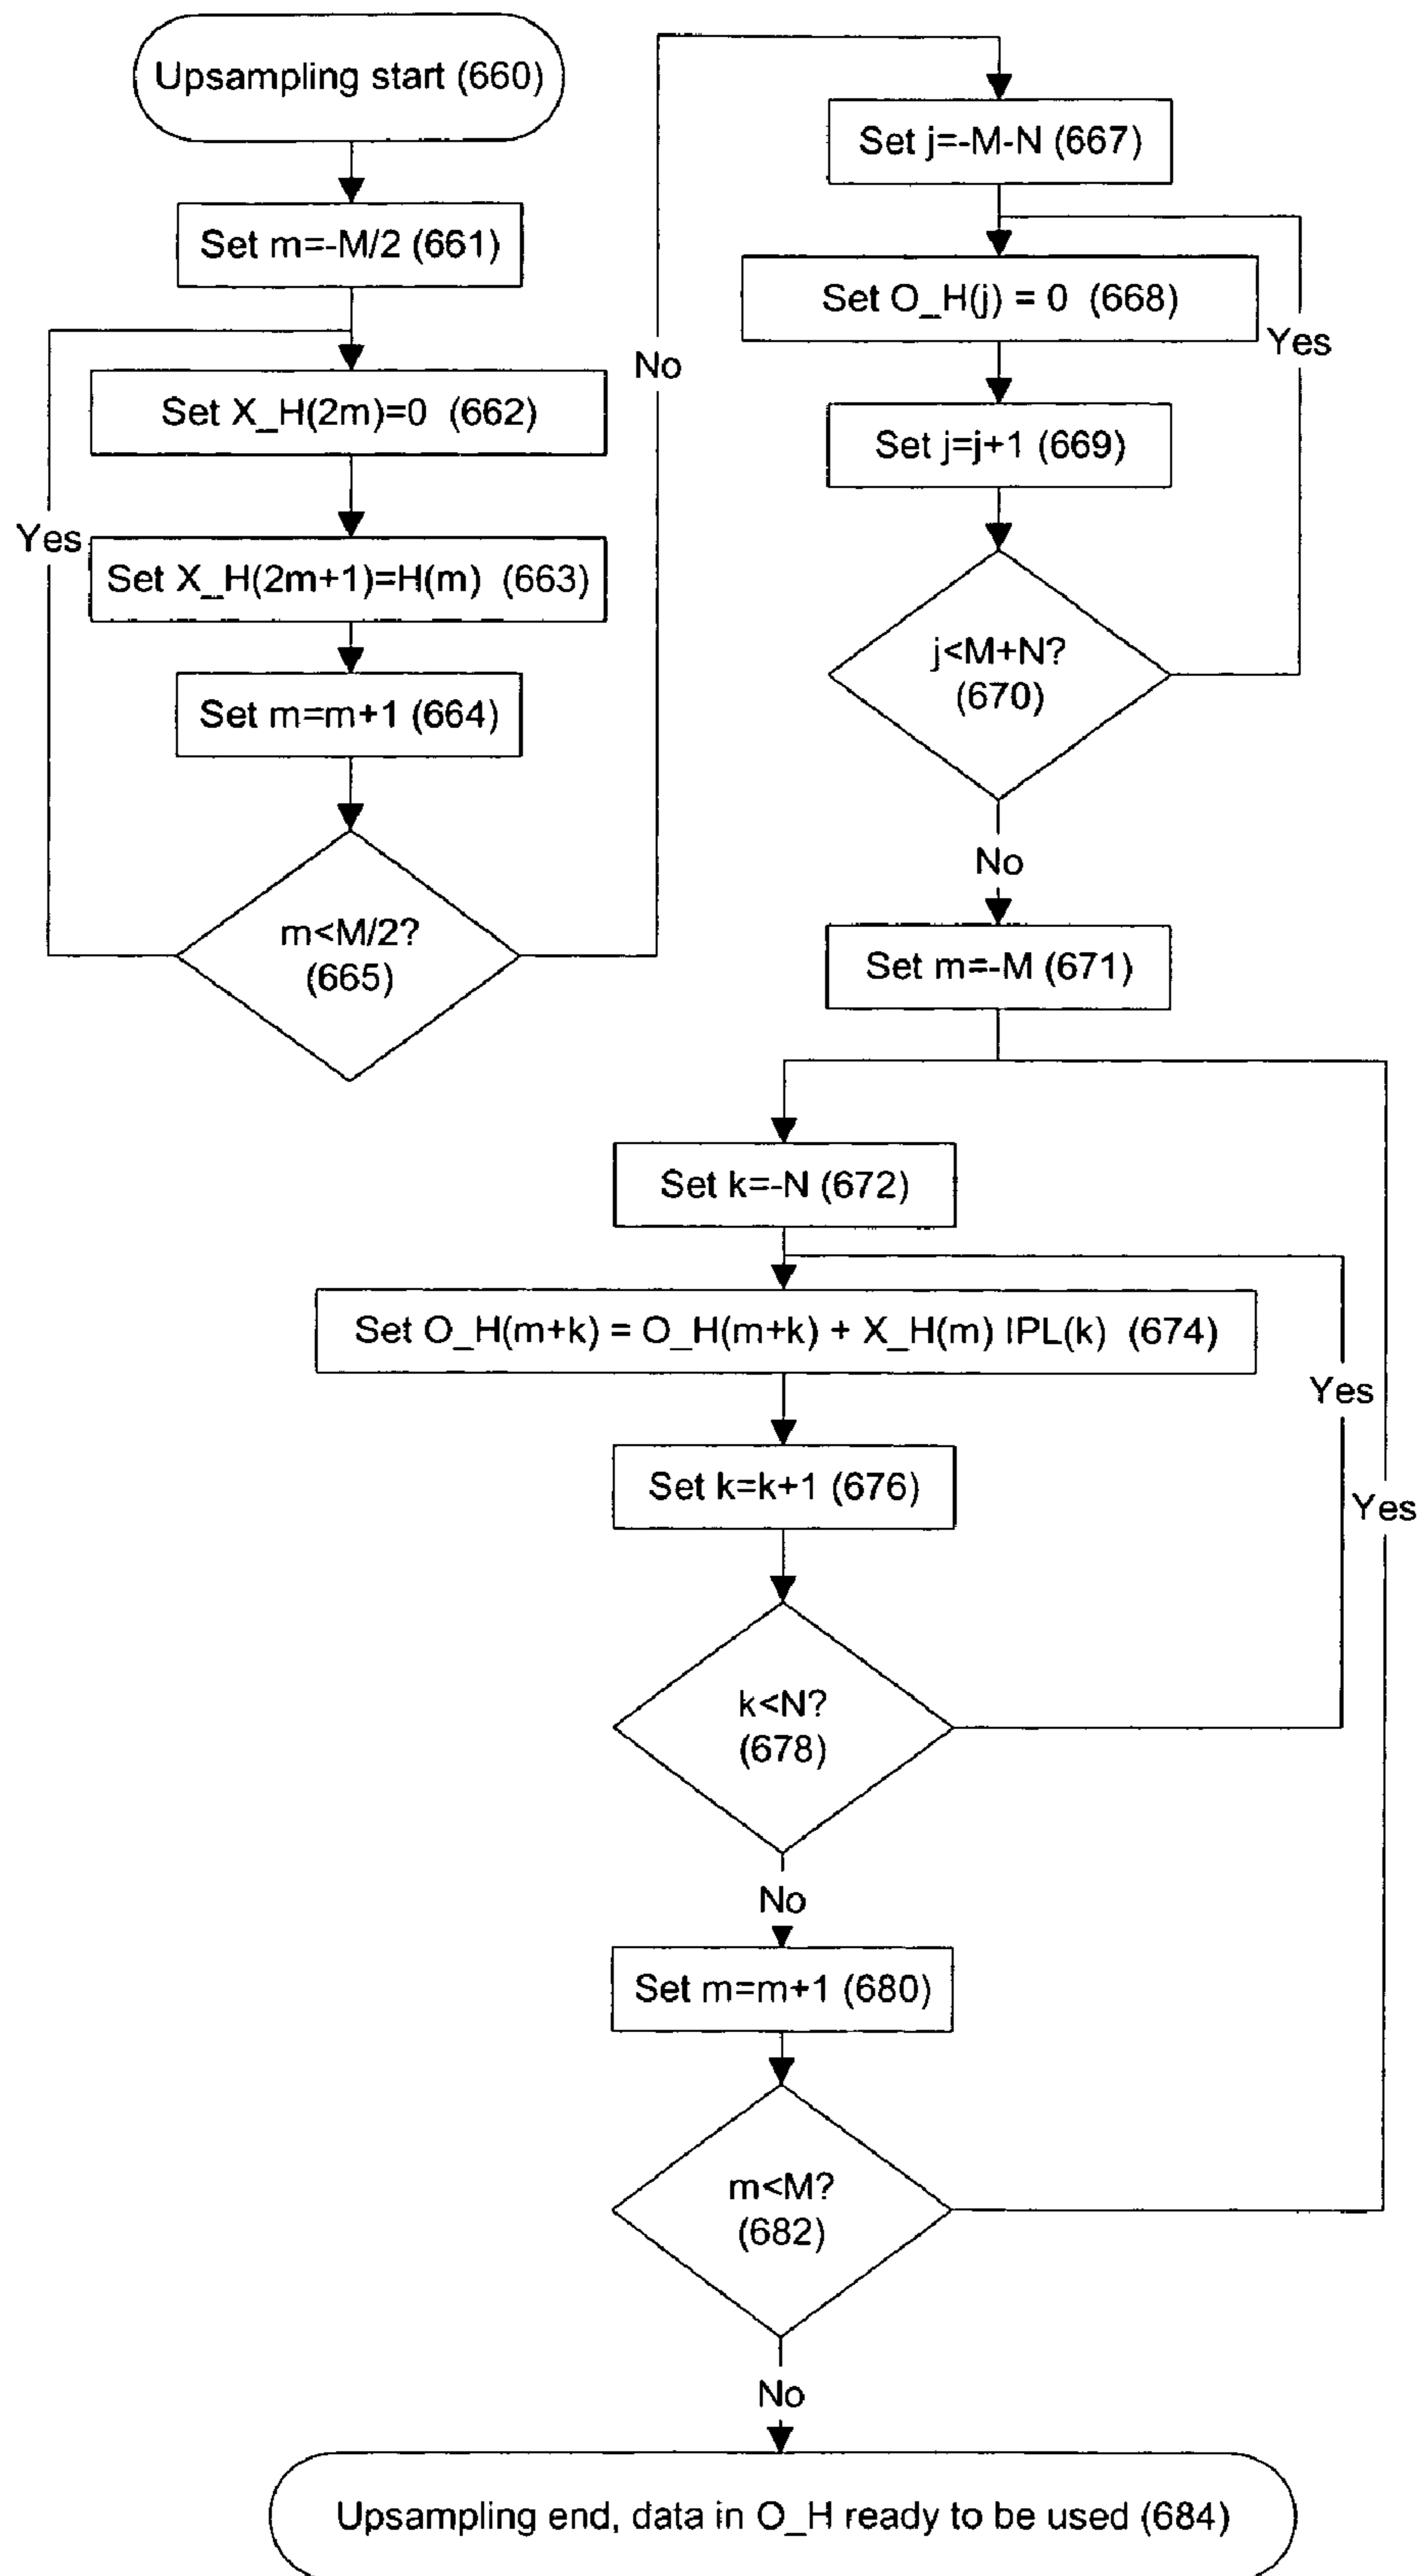 Upsampling start (660)
Set m=-M/2 (661)
Set X_H(2m)=0 (662)
Yes
Set X_H(2m+1)=H(m) (663)
Set m=m+1 (664)
m<M/2?
(665)
No
Set j=-M-N (667)
Set O_H(j) = 0 (668)
Yes
Set j=j+1 (669)
j<M+N?
(670)
No
Set m=-M (671)
Set k=-N (672)
Set O_H(m+k) = O_H(m+k) + X_H(m) IPL(k) (674)
Yes
Set k=k+1 (676)
Yes
k<N?
(678)
No
Set m=m+1 (680)
m<M?
(682)
No
Upsampling end, data in O_H ready to be used (684)